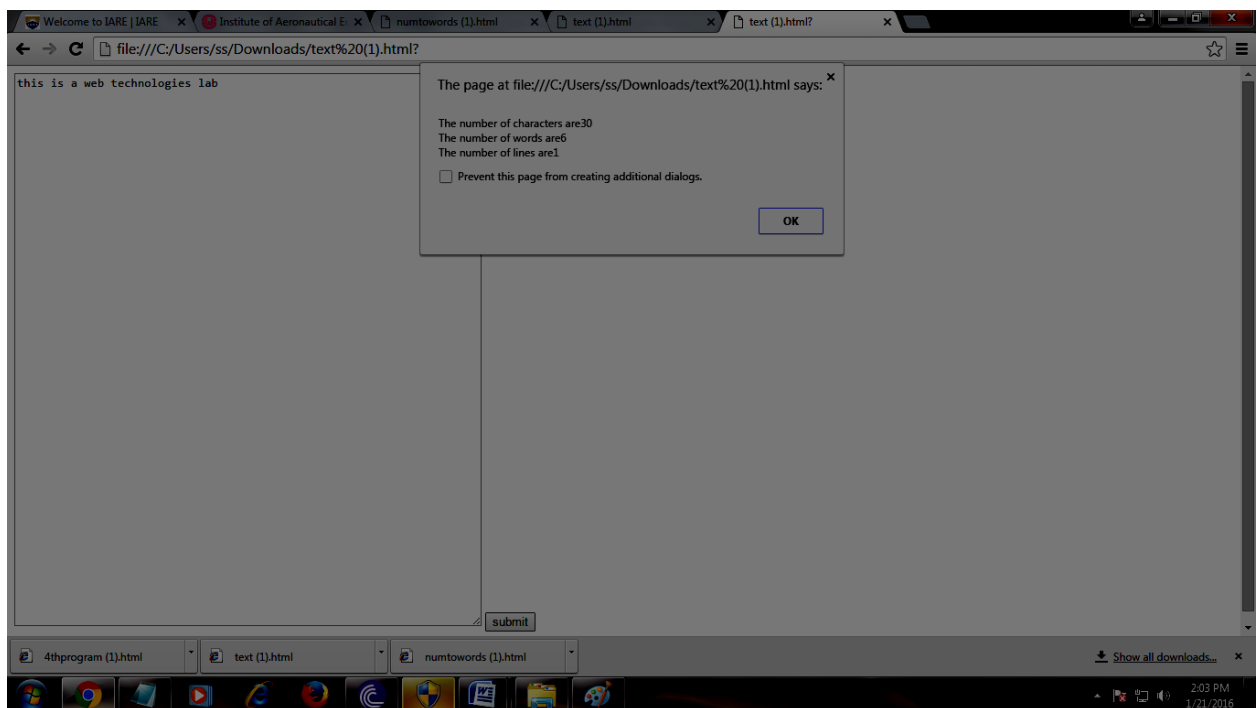 Welcome to IARE | IARE
Institute of Aeronautical E
numtowords (1).html
text (1).html
text (1).html?
file:///C:/Users/ss/Downloads/text%20(1).html?
this is a web technologies lab
The page at file:///C:/Users/ss/Downloads/text%20(1).html says:
The number of characters are30
The number of words are6
The number of lines are1
Prevent this page from creating additional dialogs.
OK
submit
4thprogram (1).html
text (1).html
numtowords (1).html
Show all downloads...
2:03 PM
1/21/2016